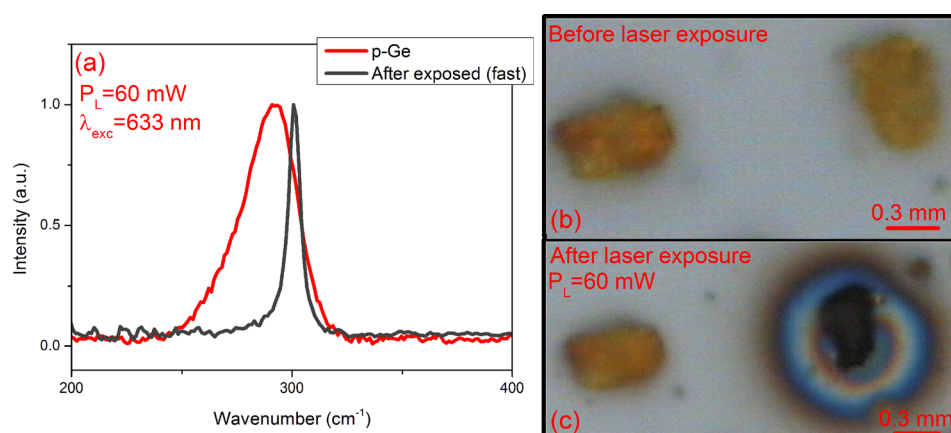 (a)
P_L=60 mW
λ_exc=633 nm
p-Ge
After exposed (fast)
1.0
0.5
0.0
Intensity (a.u.)
200
300
400
Wavenumber (cm⁻¹)
Before laser exposure
(b)
0.3 mm
After laser exposure
P_L=60 mW
(c)
0.3 mm